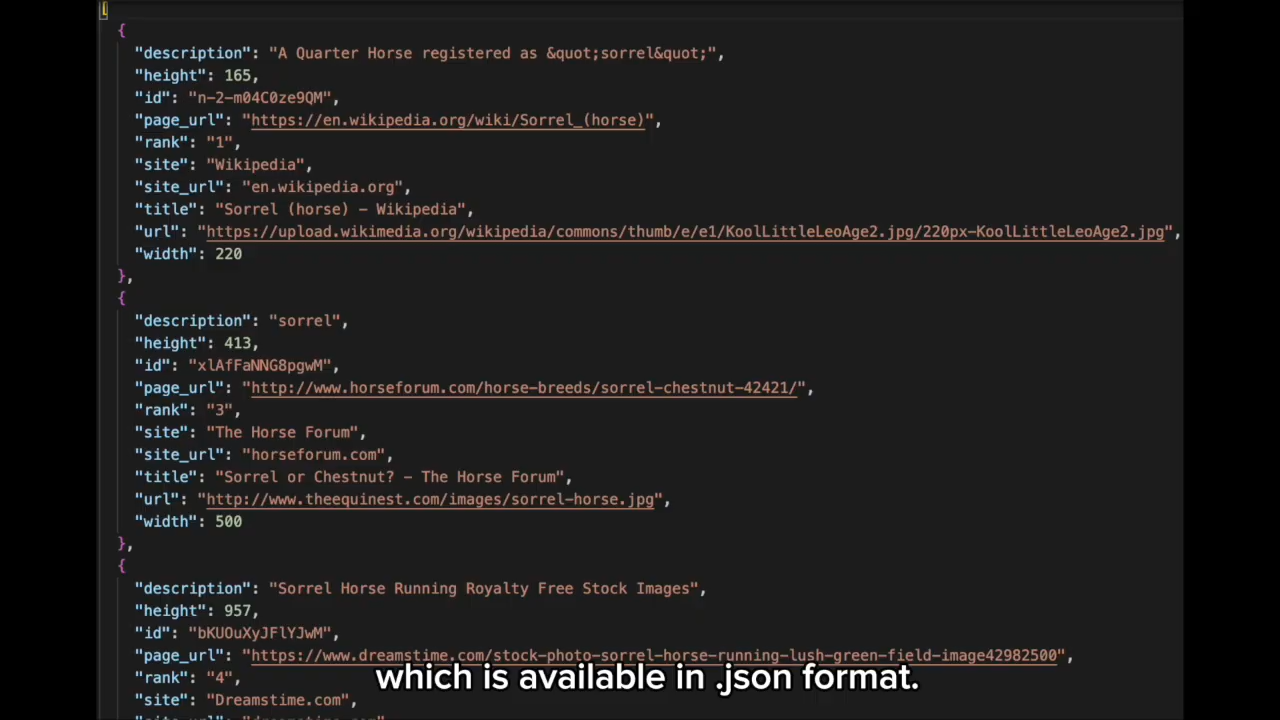 [
{
"description": "A Quarter Horse registered as &quot;sorrel&quot;",
"height": 165,
"id": "n-2-m04C0ze9QM",
"page_url": "https://en.wikipedia.org/wiki/Sorrel_(horse)",
"rank": "1",
"site": "Wikipedia",
"site_url": "en.wikipedia.org",
"title": "Sorrel (horse) - Wikipedia",
"url": "https://upload.wikimedia.org/wikipedia/commons/thumb/e/e1/KoolLittleLeoAge2.jpg/220px-KoolLittleLeoAge2.jpg",
"width": 220
},
{
"description": "sorrel",
"height": 413,
"id": "xlAfFaNNG8pgwM",
"page_url": "http://www.horseforum.com/horse-breeds/sorrel-chestnut-42421/",
"rank": "3",
"site": "The Horse Forum",
"site_url": "horseforum.com",
"title": "Sorrel or Chestnut? - The Horse Forum",
"url": "http://www.theequinest.com/images/sorrel-horse.jpg",
"width": 500
},
{
"description": "Sorrel Horse Running Royalty Free Stock Images",
"height": 957,
"id": "bKUOuXyJFlYJwM",
"page_url": "https://www.dreamstime.com/stock-photo-sorrel-horse-running-lush-green-field-image42982500",
"rank": "4",
which is available in .json format.
"site": "Dreamstime.com",